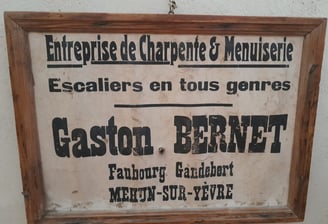 Entreprise de Charpente & Menuiserie
Escaliers en tous genres
Gaston BERNET
Faubourg Gandebert
MEHUN-SUR-YÈVRE